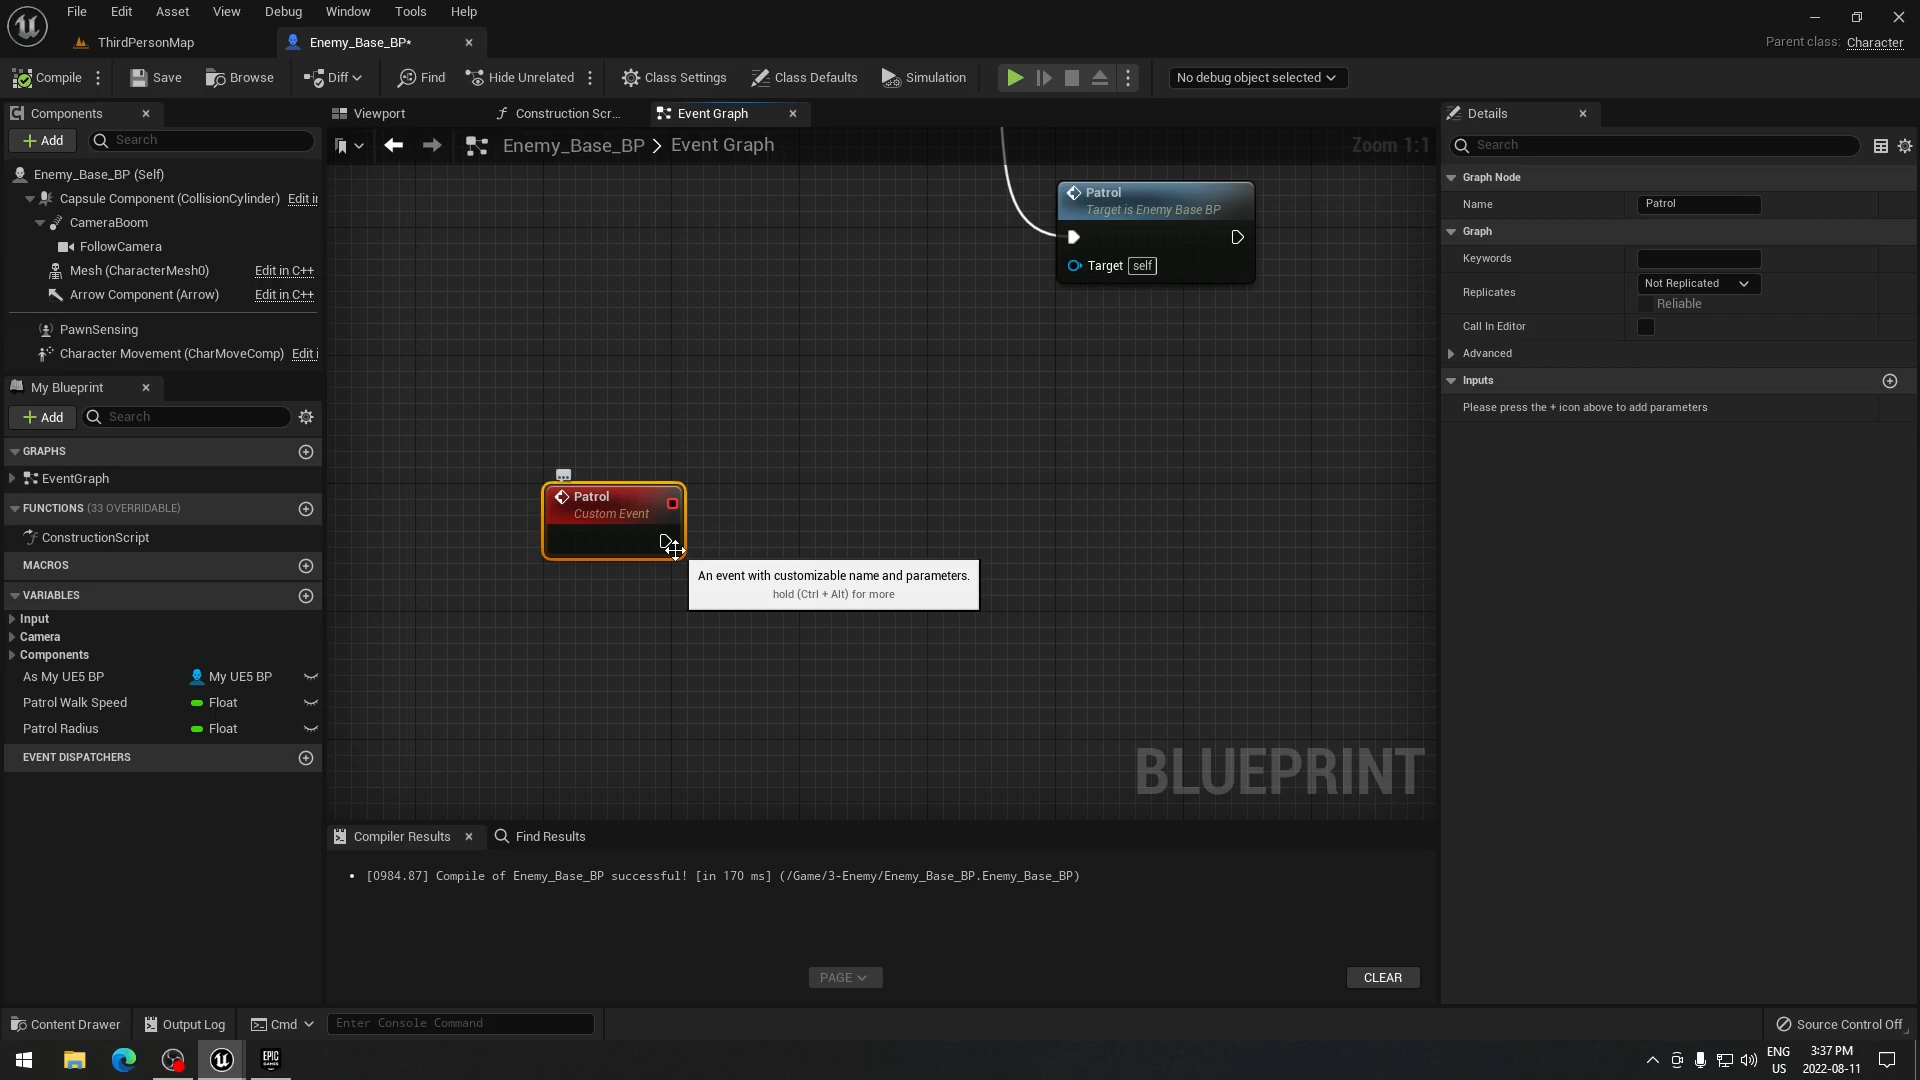 File Edit Asset View Debug Window Tools Help
ThirdPersonMap
Enemy_Base_BP*
Parent class: Character
Compile
Save
Browse
Diff
Find
Hide Unrelated
Class Settings
Class Defaults
Simulation
No debug object selected
Components
Add
Search
Enemy_Base_BP (Self)
Capsule Component (CollisionCylinder) Edit i
CameraBoom
FollowCamera
Mesh (CharacterMesh0) Edit in C++
Arrow Component (Arrow) Edit in C++
PawnSensing
Character Movement (CharMoveComp) Edit i
My Blueprint
Add
Search
GRAPHS
EventGraph
FUNCTIONS (33 OVERRIDABLE)
ConstructionScript
MACROS
VARIABLES
Input
Camera
Components
As My UE5 BP My UE5 BP
Patrol Walk Speed Float
Patrol Radius Float
EVENT DISPATCHERS
Viewport
Construction Scr...
Event Graph
Enemy_Base_BP > Event Graph
Zoom 1:1
Patrol
Target is Enemy Base BP
Target self
Patrol
Custom Event
An event with customizable name and parameters.
hold (Ctrl + Alt) for more
BLUEPRINT
Compiler Results
Find Results
• [0984.87] Compile of Enemy_Base_BP successful! [in 170 ms] (/Game/3-Enemy/Enemy_Base_BP.Enemy_Base_BP)
PAGE
CLEAR
Details
Search
Graph Node
Name Patrol
Graph
Keywords
Replicates Not Replicated
Reliable
Call In Editor
Advanced
Inputs
Please press the + icon above to add parameters
Content Drawer
Output Log
Cmd
Enter Console Command
Source Control Off
EPIC
GAMES
ENG
US
3:37 PM
2022-08-11